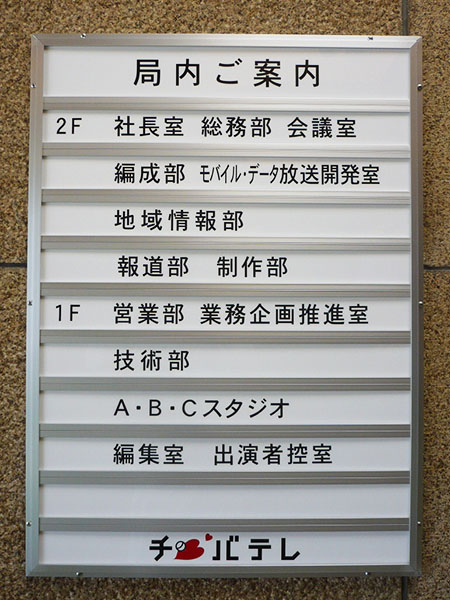 局内ご案内
2F 社長室 総務部 会議室
編成部 モバイル・データ放送開発室
地域情報部
報道部 制作部
1F 営業部 業務企画推進室
技術部
A・B・Cスタジオ
編集室 出演者控室
チバテレ